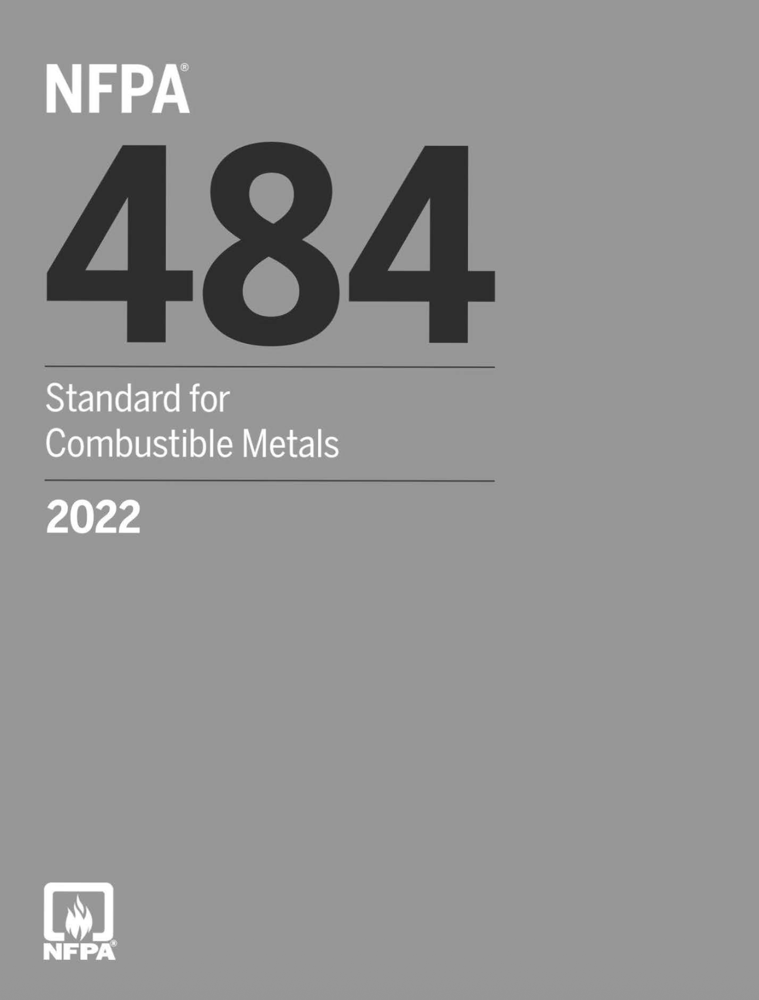 NFPA®
484
Standard for
Combustible Metals
2022
NFPA®